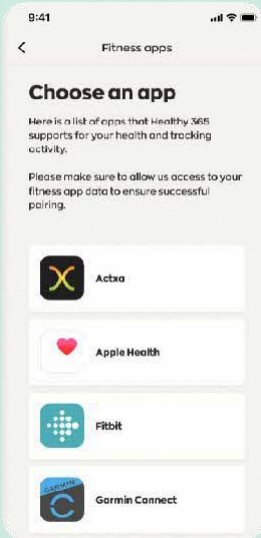 9:41
Fitness apps
Choose an app
Here is a list of apps that Healthy 365
supports for your health and tracking
activity.
Please make sure to allow us access to your
fitness app data to ensure successful
pairing.
Actxa
Apple Health
Fitbit
GARMIN
Garmin Connect